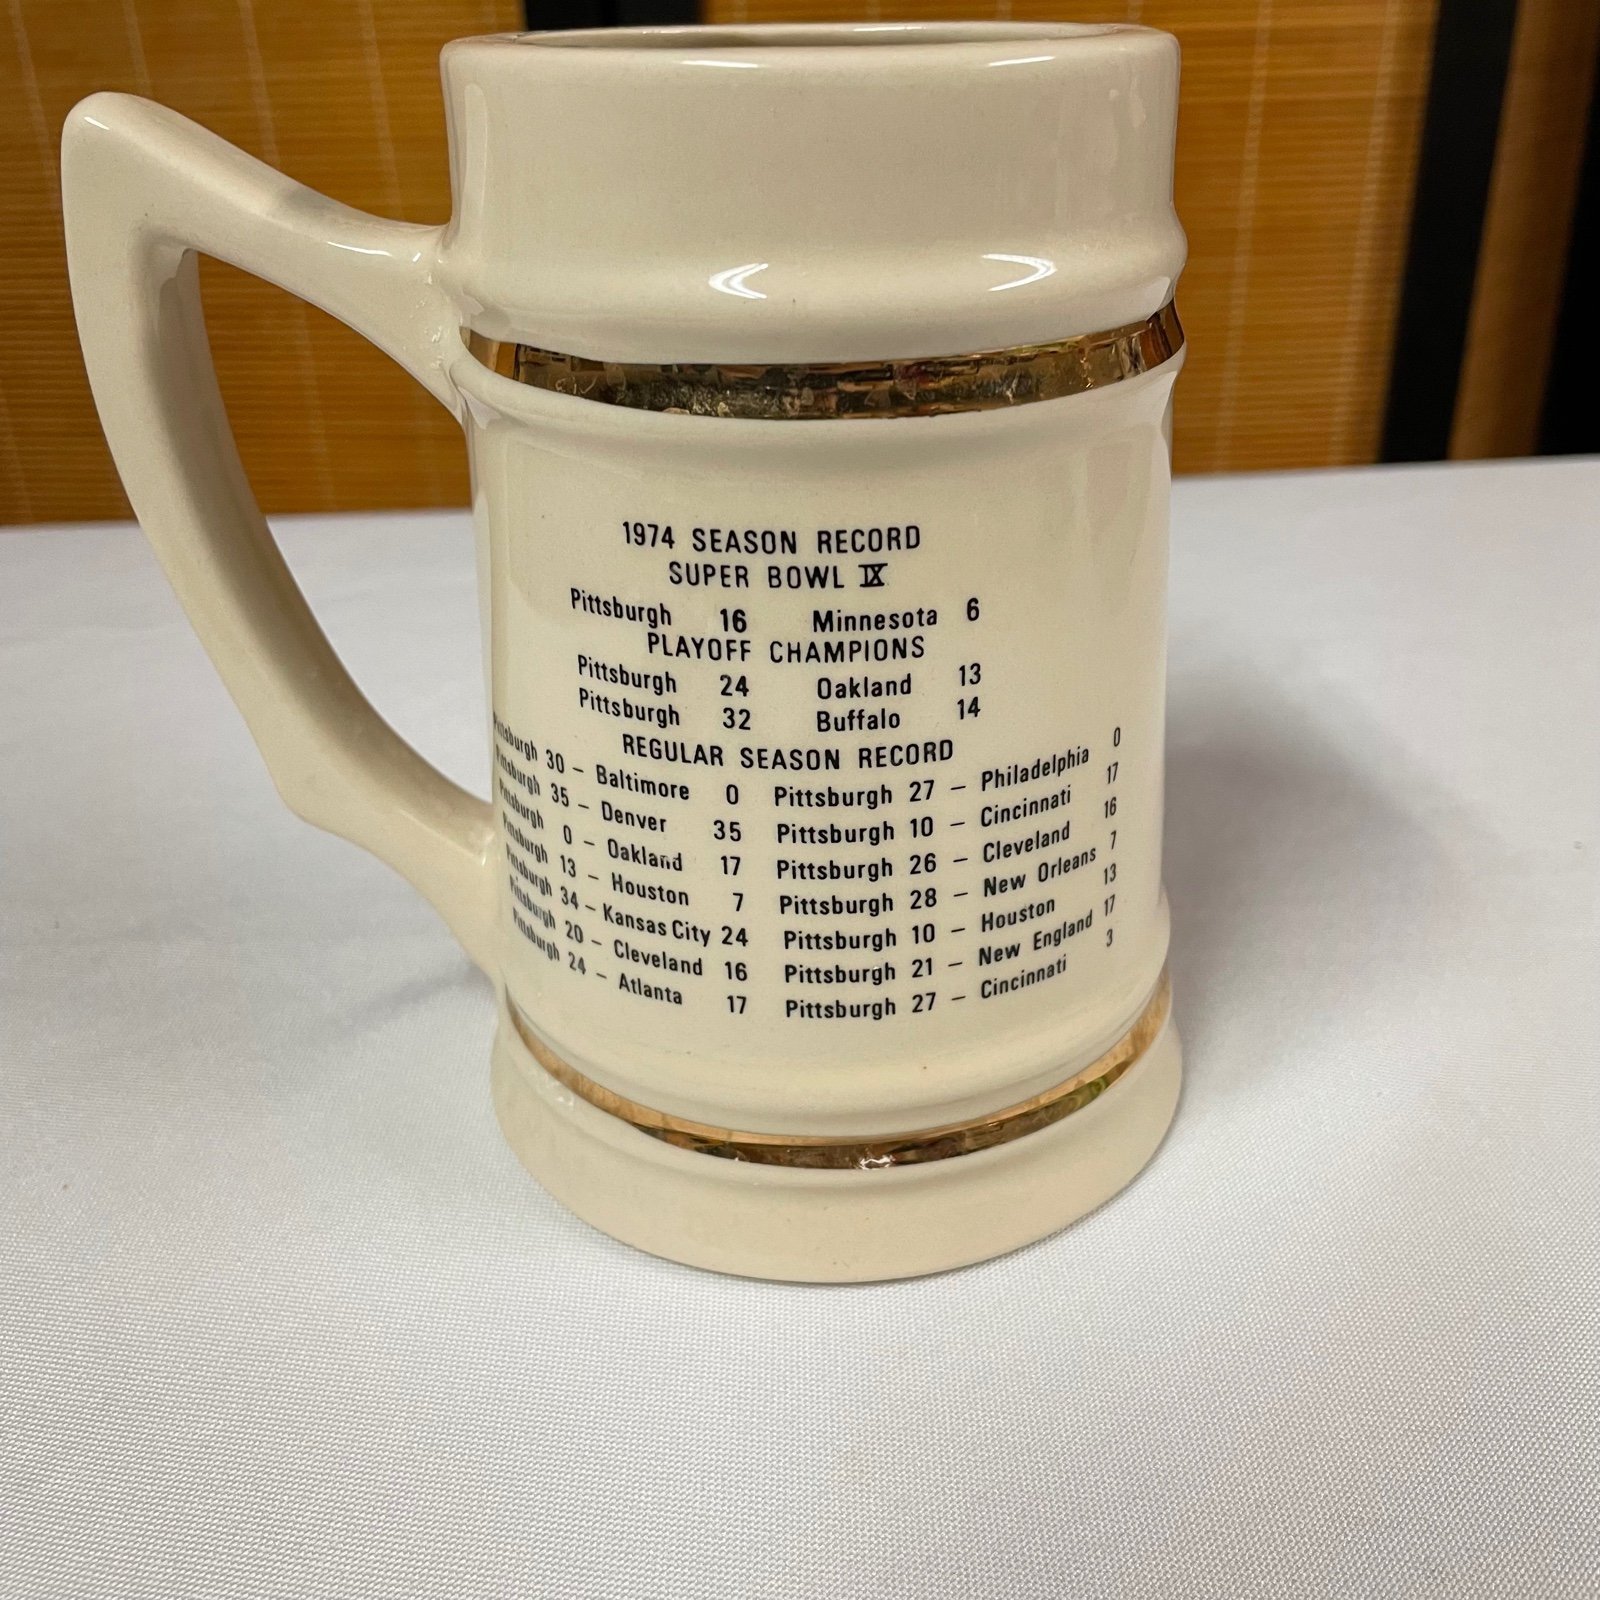 1974 SEASON RECORD
SUPER BOWL IX
Pittsburgh 16 Minnesota 6
PLAYOFF CHAMPIONS
Pittsburgh 24 Oakland 13
Pittsburgh 32 Buffalo 14
REGULAR SEASON RECORD
Pittsburgh 30 – Baltimore 0 Pittsburgh 27 – Philadelphia 0
Pittsburgh 35 – Denver 35 Pittsburgh 10 – Cincinnati 17
Pittsburgh 0 – Oakland 17 Pittsburgh 26 – Cleveland 16
Pittsburgh 13 – Houston 7 Pittsburgh 28 – New Orleans 7
Pittsburgh 34 – Kansas City 24 Pittsburgh 10 – Houston 13
Pittsburgh 20 – Cleveland 16 Pittsburgh 21 – New England 17
Pittsburgh 24 – Atlanta 17 Pittsburgh 27 – Cincinnati 3